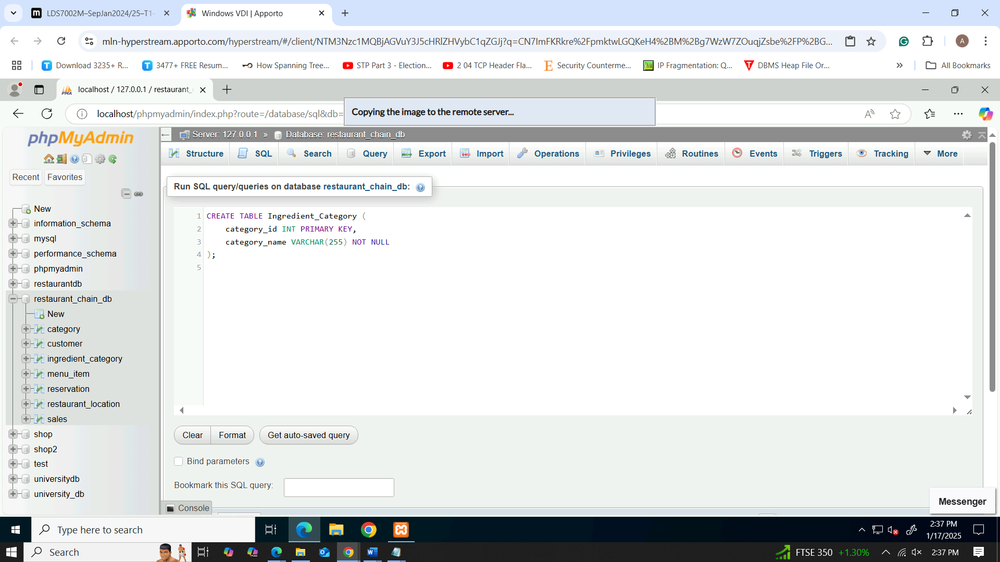 LDS7002M–SepJan2024/25–T1-
Windows VDI | Apporto
mln-hyperstream.apporto.com/hyperstream/#/client/NTM3Nzc1MQBjAGVuY3J5cHRlZHVybC1qZGJj?q=CN7ImFKRkre%2FpmktwLGQKeH4%2BM%2Bg7WzW7ZOuqjZsbe%2FP%2BG...
A
Download 3235+ R...
3477+ FREE Resum...
How Spanning Tree...
STP Part 3 - Election...
2 04 TCP Header Fla...
Security Counterme...
IP Fragmentation: Q...
DBMS Heap File Or...
All Bookmarks
localhost / 127.0.0.1 / restaurant_
localhost/phpmyadmin/index.php?route=/database/sql&db=
Copying the image to the remote server...
phpMyAdmin
Recent
Favorites
New
information_schema
mysql
performance_schema
phpmyadmin
restaurantdb
restaurant_chain_db
New
category
customer
ingredient_category
menu_item
reservation
restaurant_location
sales
shop
shop2
test
universitydb
university_db
Server: 127.0.0.1 » Database: restaurant_chain_db
Structure
SQL
Search
Query
Export
Import
Operations
Privileges
Routines
Events
Triggers
Tracking
More
Run SQL query/queries on database restaurant_chain_db:
1 CREATE TABLE Ingredient_Category (
2 category_id INT PRIMARY KEY,
3 category_name VARCHAR(255) NOT NULL
4 );
5
Clear
Format
Get auto-saved query
Bind parameters
Bookmark this SQL query:
Console
Messenger
Type here to search
2:37 PM
1/17/2025
Search
FTSE 350 +1.30%
2:37 PM